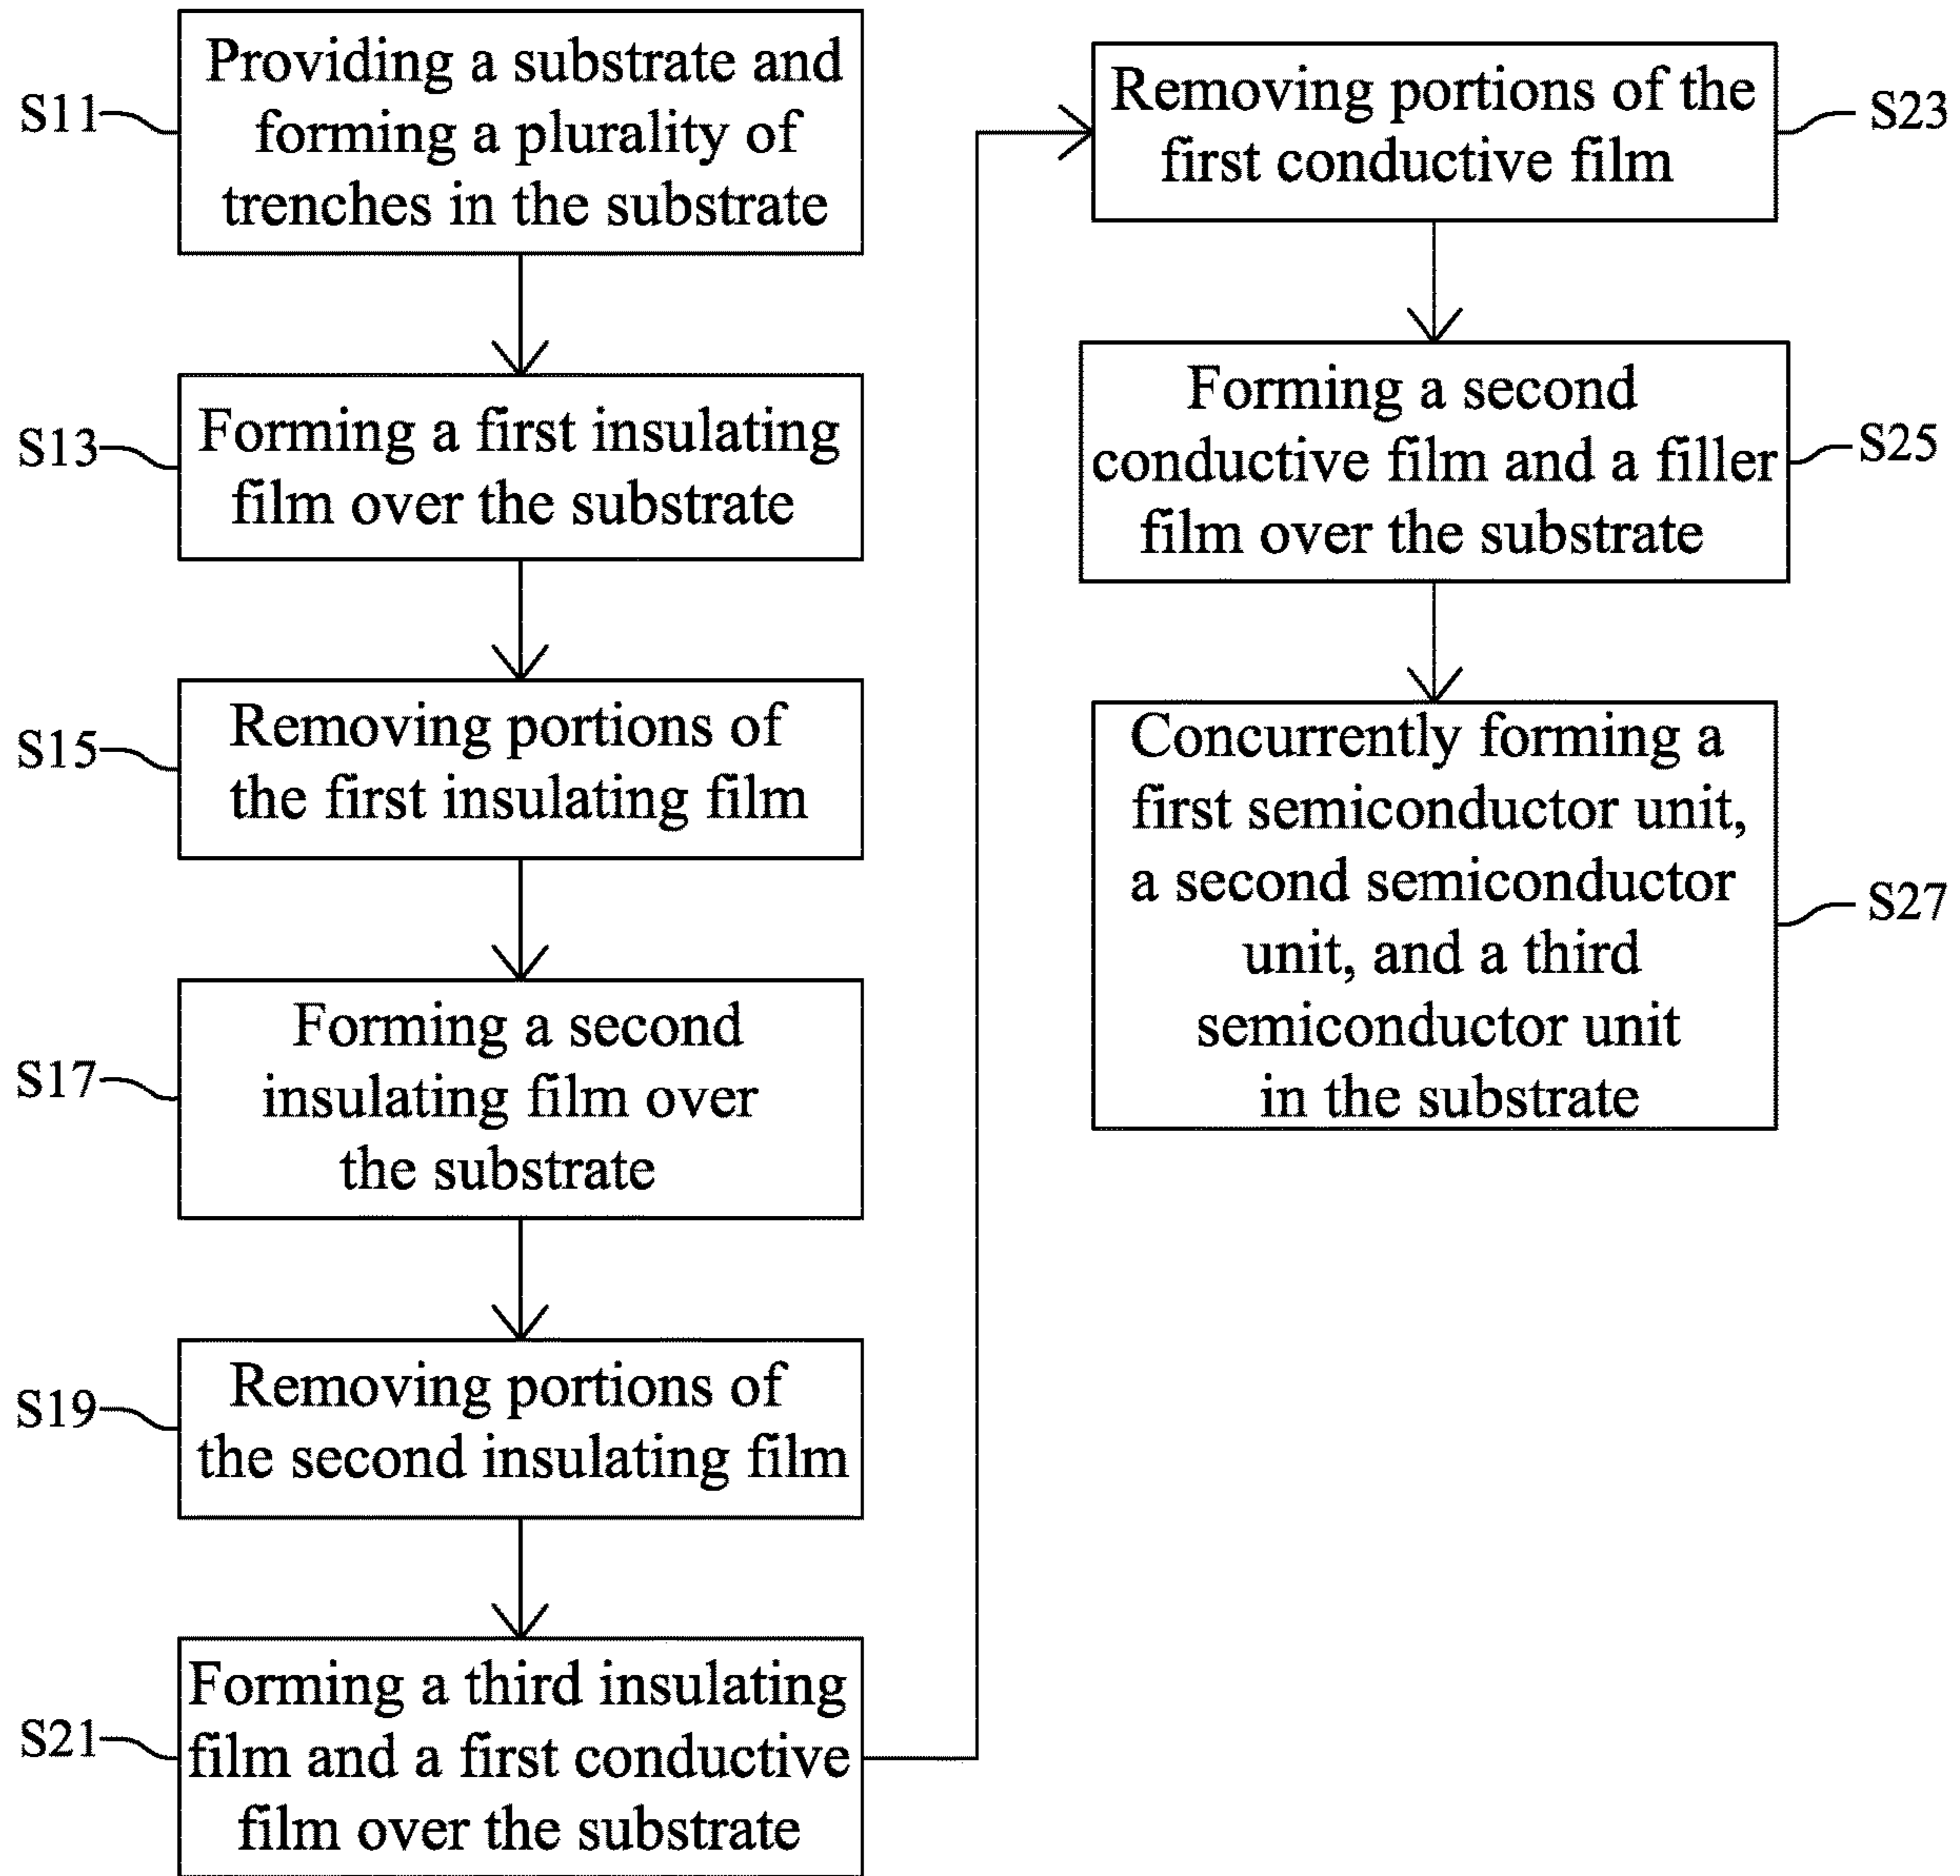 S11
Providing a substrate and
forming a plurality of
trenches in the substrate
S13
Forming a first insulating
film over the substrate
S15
Removing portions of
the first insulating film
S17
Forming a second
insulating film over
the substrate
S19
Removing portions of
the second insulating film
S21
Forming a third insulating
film and a first conductive
film over the substrate
Removing portions of the
first conductive film
S23
Forming a second
conductive film and a filler
film over the substrate
S25
Concurrently forming a
first semiconductor unit,
a second semiconductor
unit, and a third
semiconductor unit
in the substrate
S27